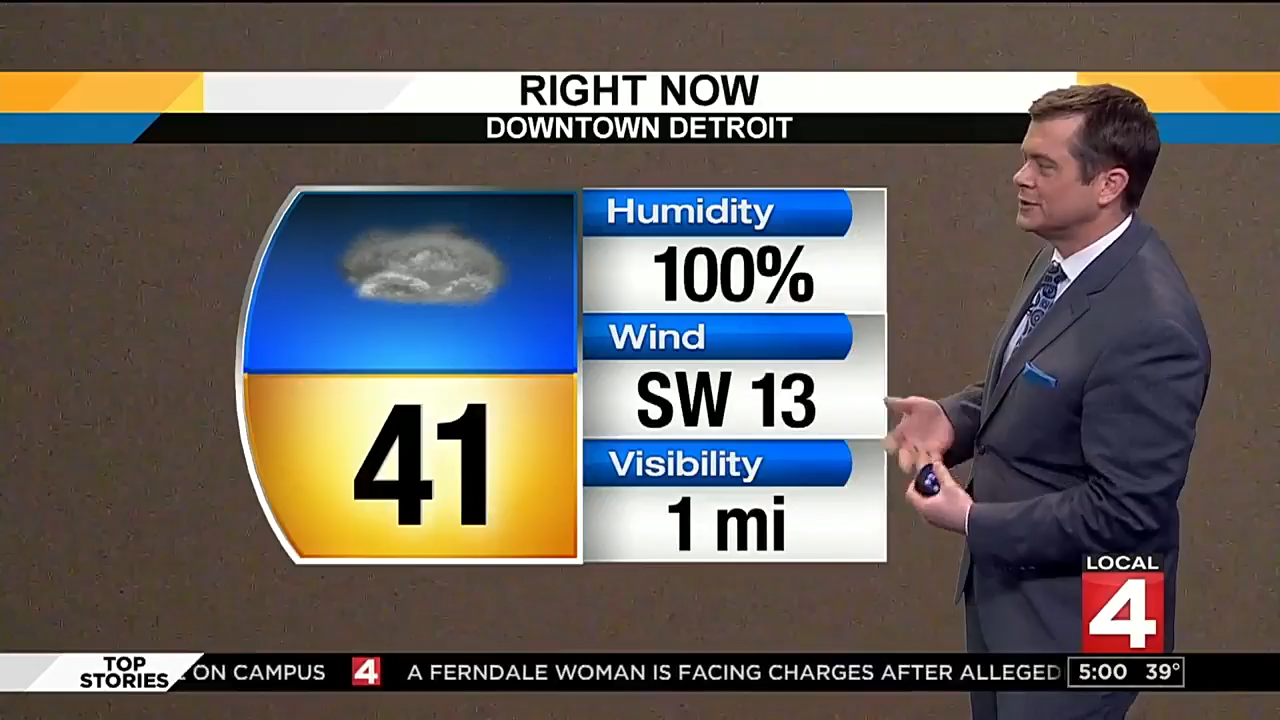 RIGHT NOW
DOWNTOWN DETROIT
Humidity
100%
Wind
SW 13
Visibility
1 mi
41
LOCAL
4
TOP
STORIES
ON CAMPUS 4 A FERNDALE WOMAN IS FACING CHARGES AFTER ALLEGED
5:00 39°